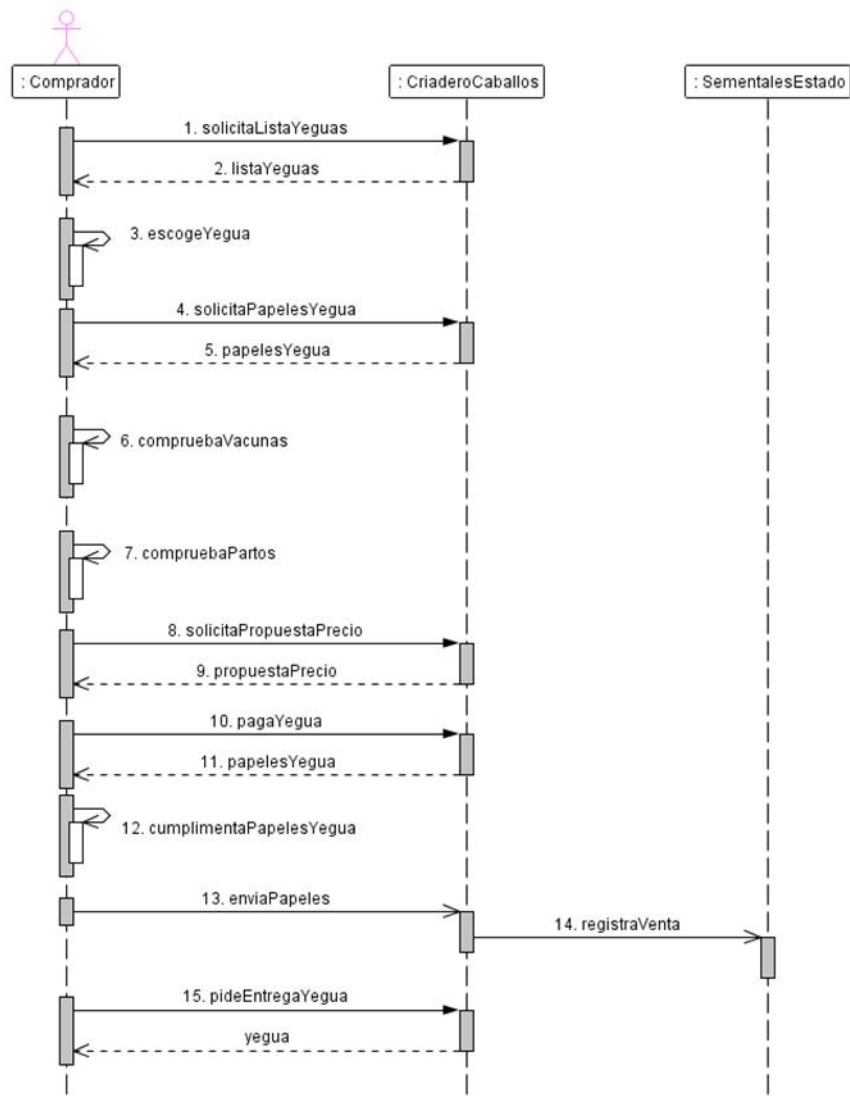 : Comprador
: CriaderoCaballos
: SementalesEstado
1. solicitaListaYeguas
2. listaYeguas
3. escogeYegua
4. solicitaPapelesYegua
5. papelesYegua
6. compruebaVacunas
7. compruebaPartos
8. solicitaPropuestaPrecio
9. propuestaPrecio
10. pagaYegua
11. papelesYegua
12. cumplimentaPapelesYegua
13. enviaPapeles
14. registraVenta
15. pideEntregaYegua
yegua